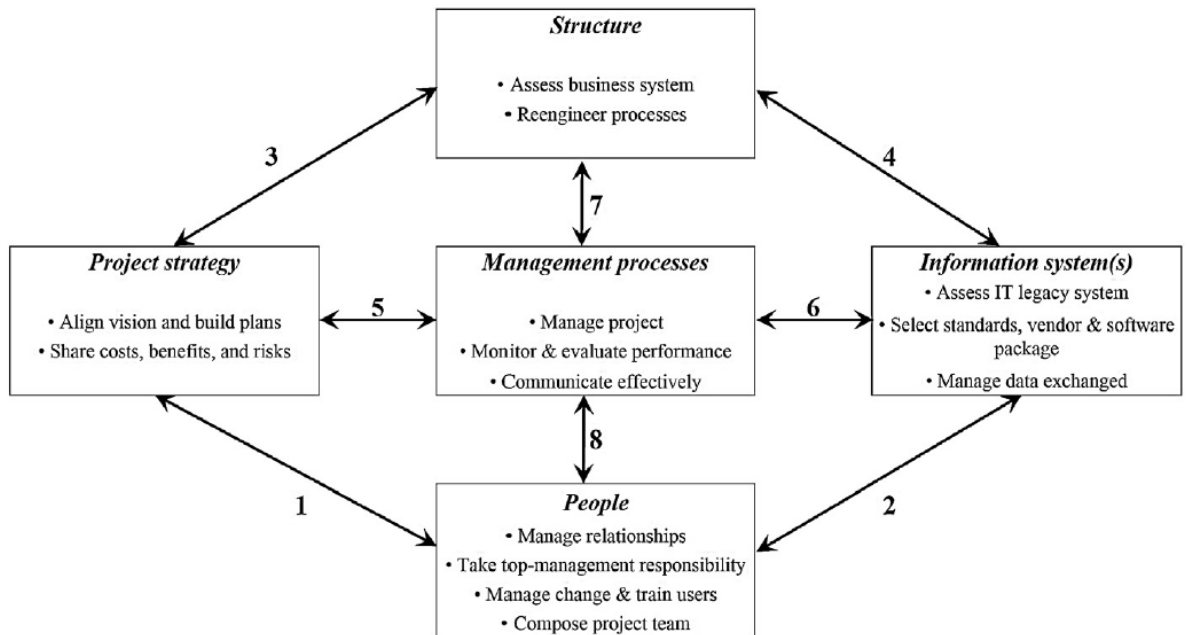 Structure
• Assess business system
• Reengineer processes
3
4
7
Project strategy
• Align vision and build plans
• Share costs, benefits, and risks
5
Management processes
• Manage project
• Monitor & evaluate performance
• Communicate effectively
6
Information system(s)
• Assess IT legacy system
• Select standards, vendor & software
package
• Manage data exchanged
8
1
2
People
• Manage relationships
• Take top-management responsibility
• Manage change & train users
• Compose project team